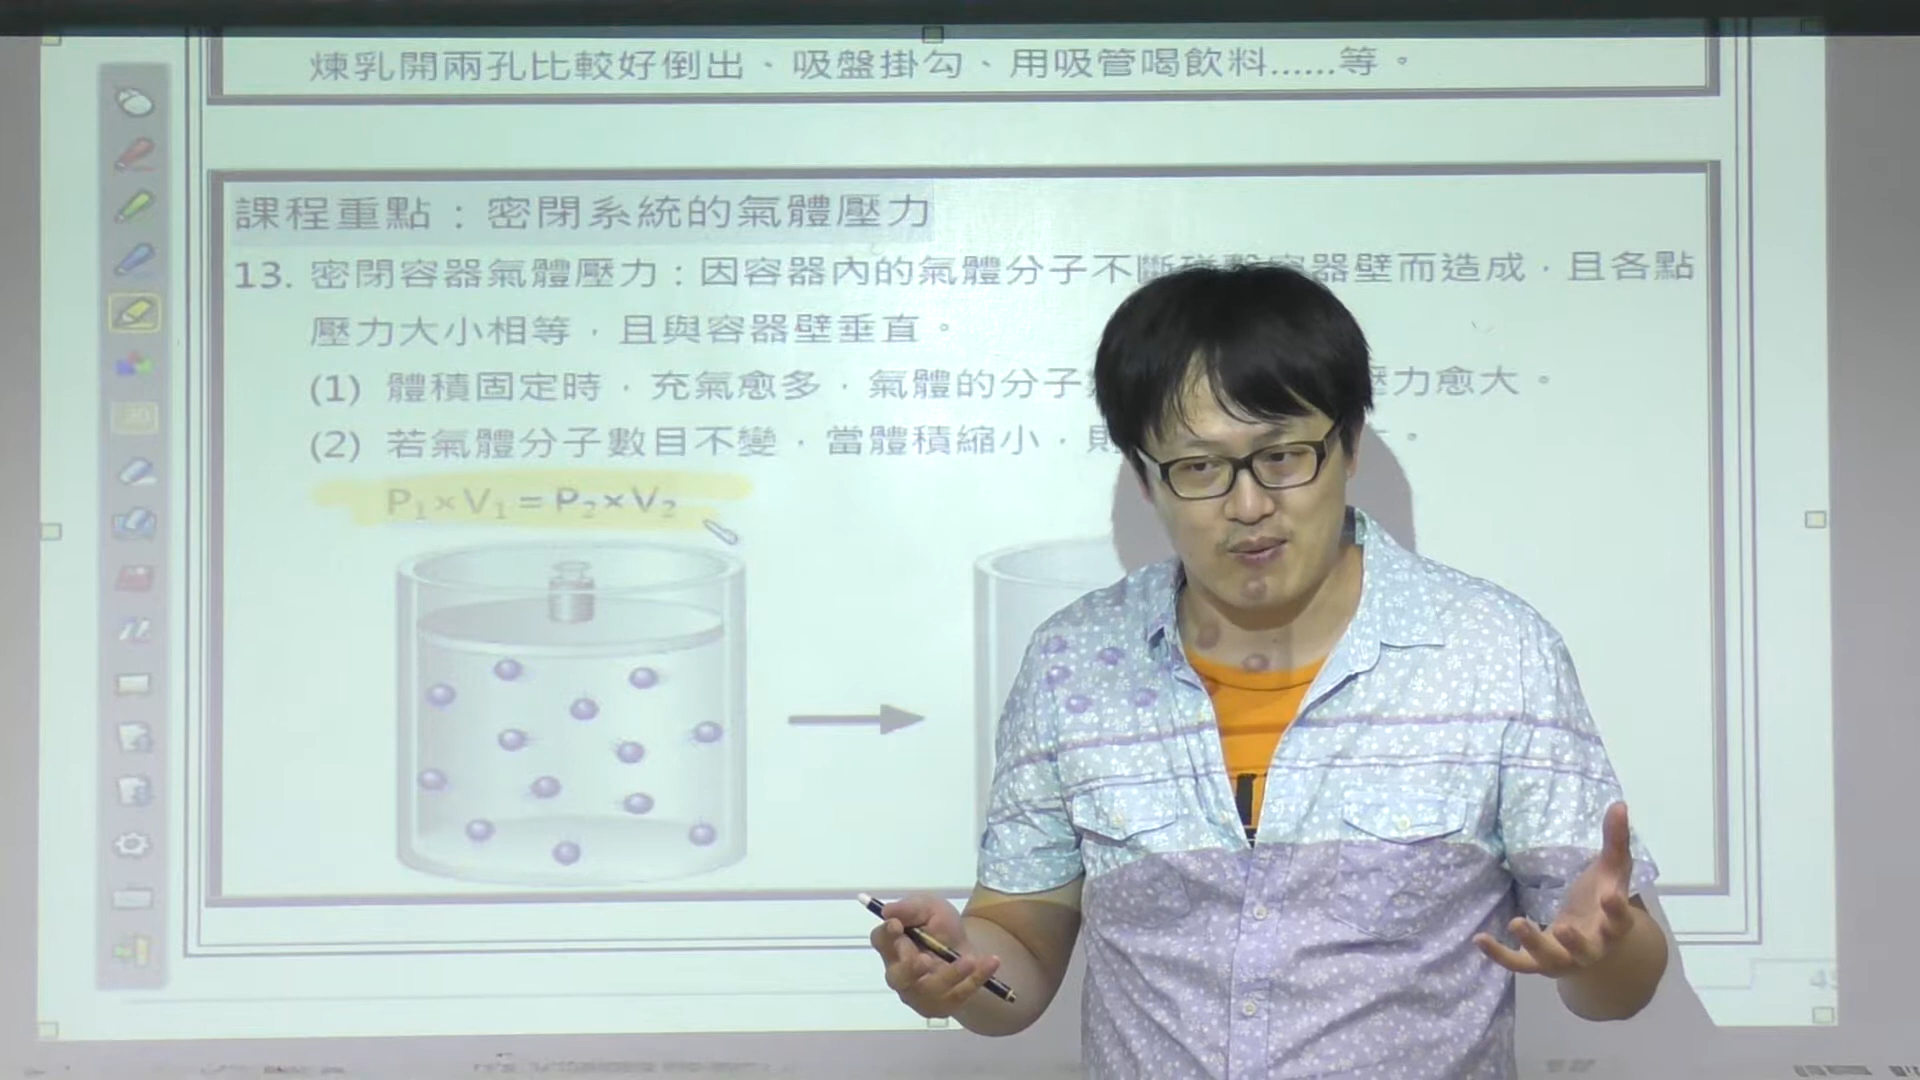 煉乳開兩孔比較好倒出、吸盤掛勾、用吸管喝飲料......等。
課程重點：密閉系統的氣體壓力
13. 密閉容器氣體壓力：因容器內的氣體分子不斷碰擊容器壁而造成，且各點
壓力大小相等，且與容器壁垂直。
(1) 體積固定時，充氣愈多，氣體的分子 壓力愈大。
(2) 若氣體分子數目不變，當體積縮小，則
P₁×V₁=P₂×V₂